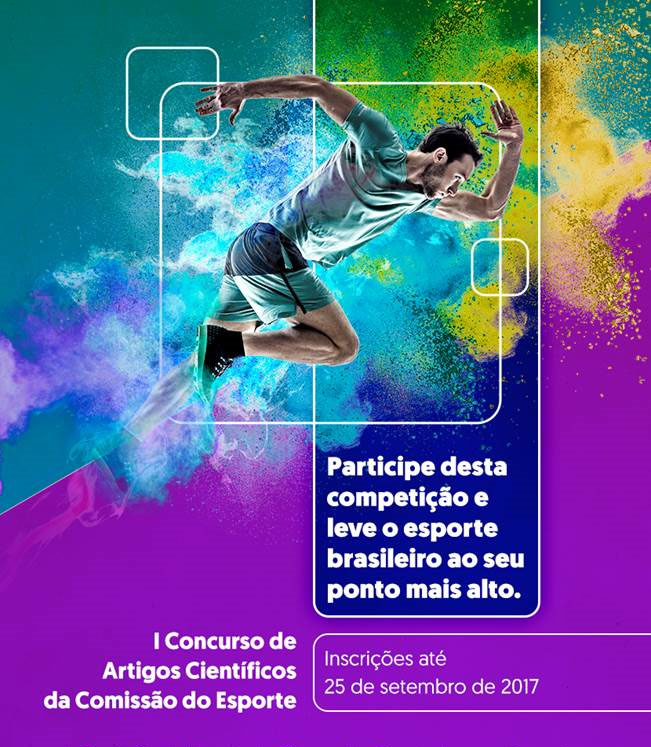 Participe desta
competição e
leve o esporte
brasileiro ao seu
ponto mais alto.
I Concurso de
Artigos Científicos
da Comissão do Esporte
Inscrições até
25 de setembro de 2017